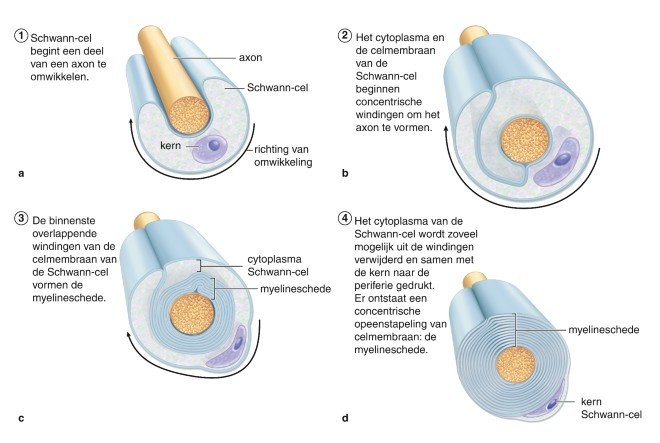 1 Schwann-cel
begint een deel
van een axon te
omwikkelen.
axon
Schwann-cel
kern
richting van
omwikkeling
a
2 Het cytoplasma en
de celmembraan
van de
Schwann-cel
beginnen
concentrische
windingen om het
axon te vormen.
b
3 De binnenste
overlappende
windingen van de
celmembraan van
de Schwann-cel
vormen de
myelineschede.
cytoplasma
Schwann-cel
myelineschede
c
4 Het cytoplasma van de
Schwann-cel wordt zoveel
mogelijk uit de windingen
verwijderd en samen met
de kern naar de
periferie gedrukt.
Er ontstaat een
concentrische
opeenstapeling van
celmembraan: de
myelineschede.
myelineschede
kern
Schwann-cel
d